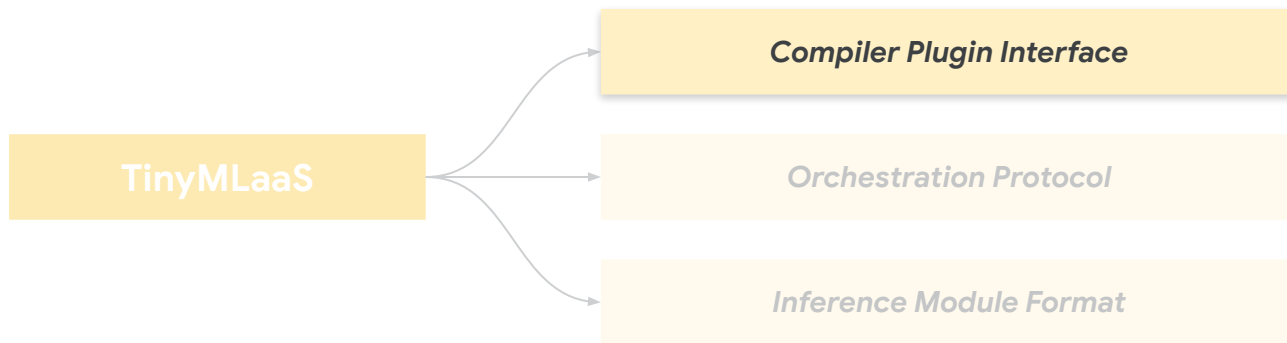 Compiler Plugin Interface
TinyMLaaS
Orchestration Protocol
Inference Module Format